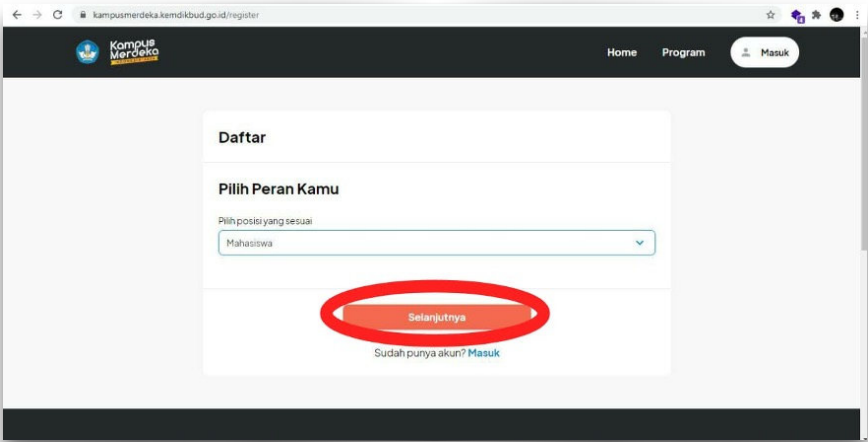 kampusmerdeka.kemdikbud.go.id/register
Kampus
Merdeka
Home Program Masuk
Daftar
Pilih Peran Kamu
Pilih posisi yang sesuai
Mahasiswa
Selanjutnya
Sudah punya akun? Masuk